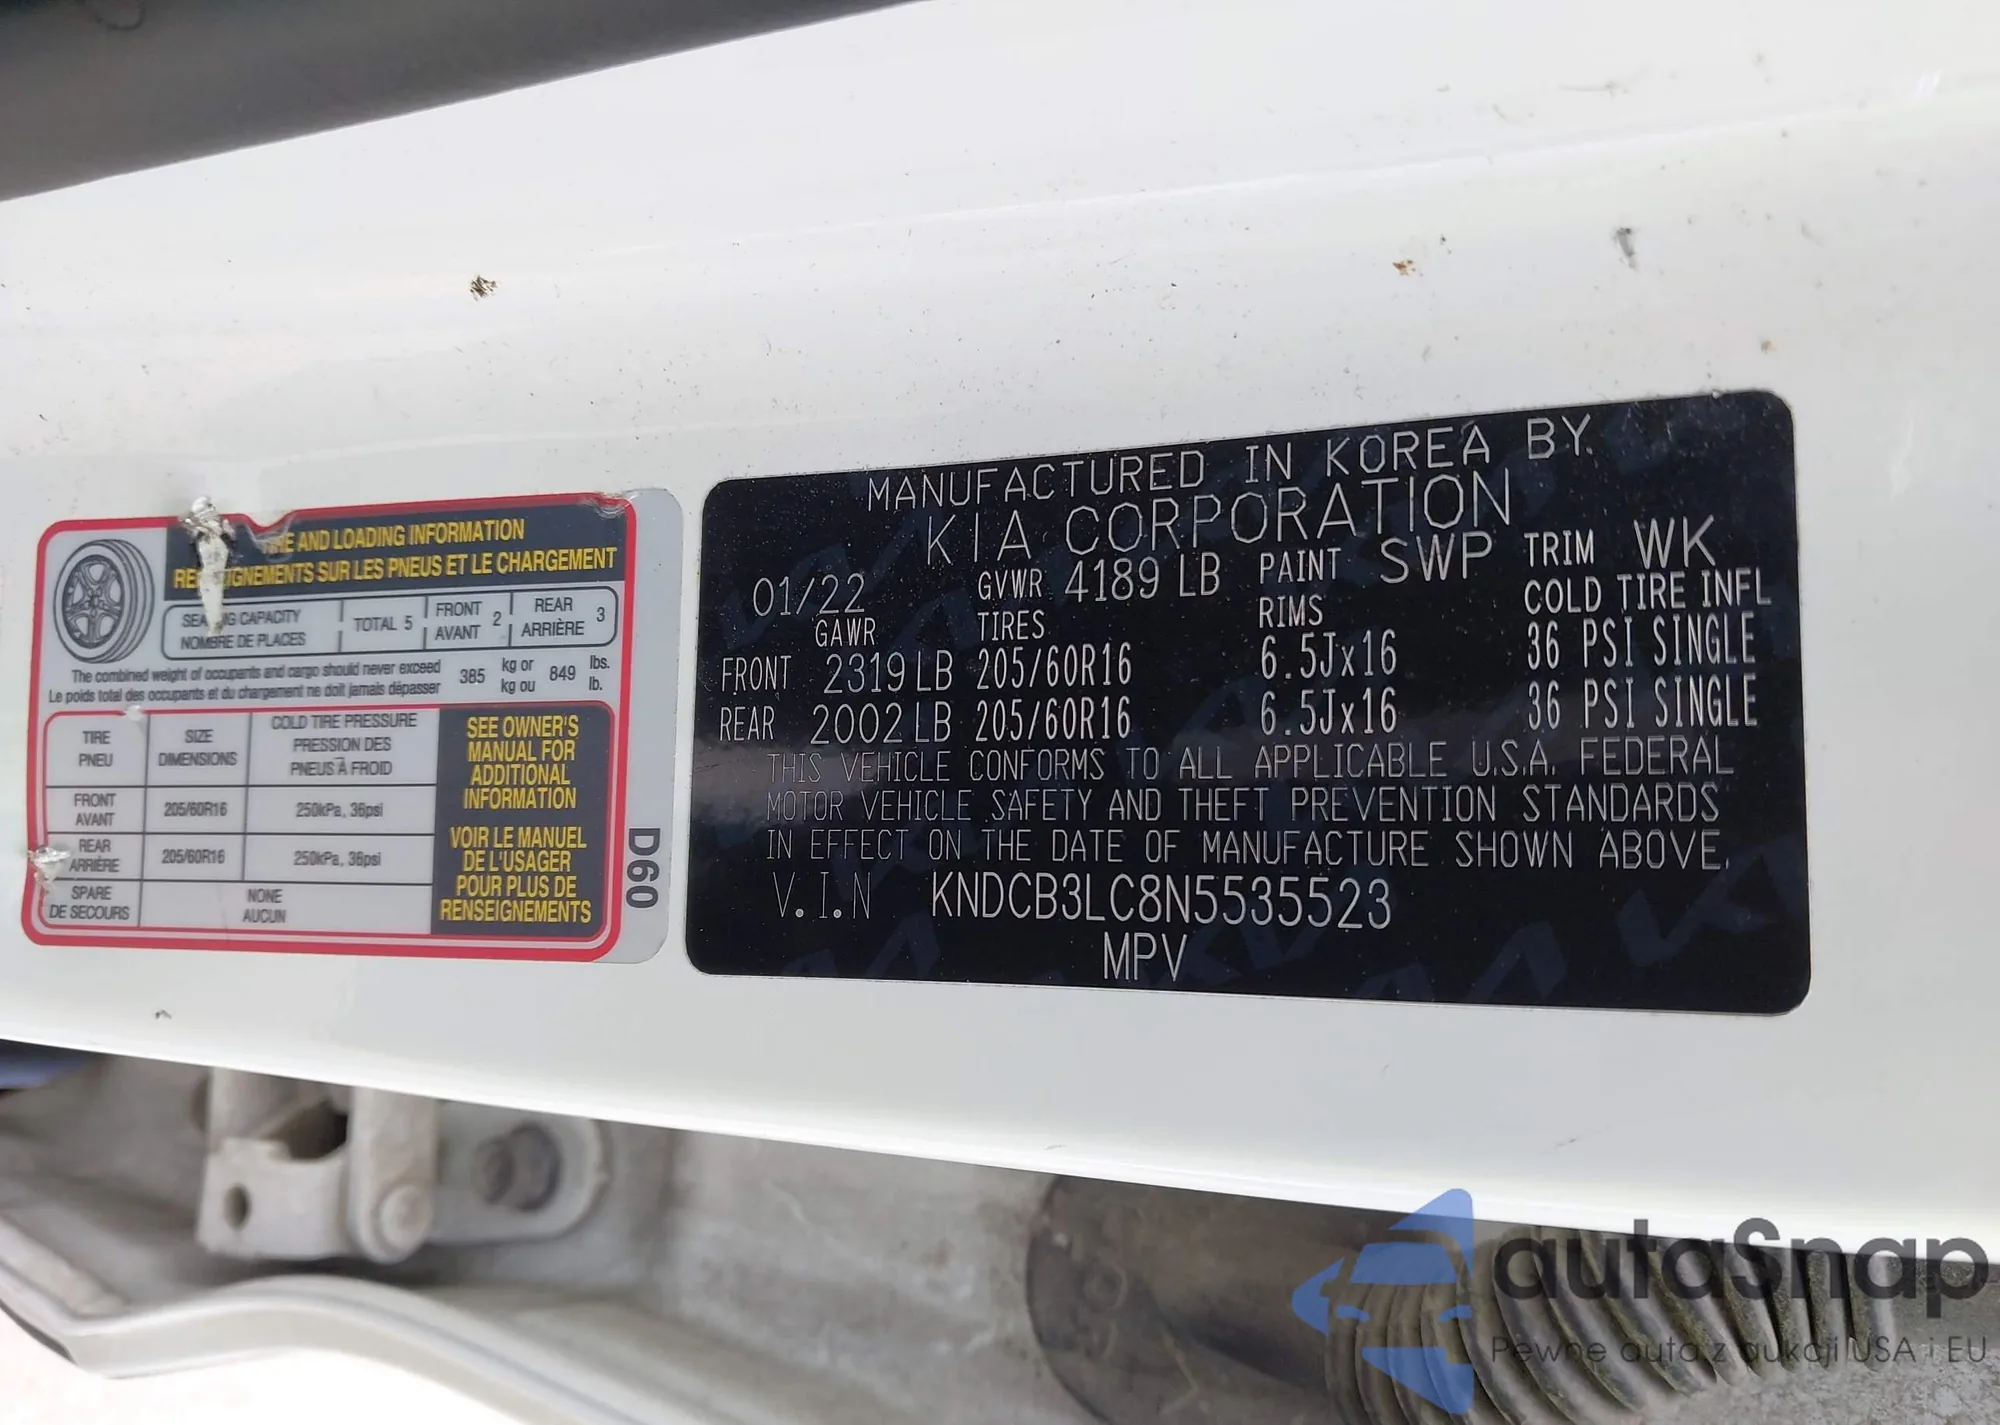 TIRE AND LOADING INFORMATION
RENSEIGNEMENTS SUR LES PNEUS ET LE CHARGEMENT
SEATING CAPACITY
NOMBRE DE PLACES
TOTAL 5
FRONT
AVANT 2
REAR
ARRIÈRE 3
The combined weight of occupants and cargo should never exceed
Le poids total des occupants et du chargement ne doit jamais dépasser
385 kg or 849 lbs.
kg ou lb.
TIRE
PNEU
SIZE
DIMENSIONS
COLD TIRE PRESSURE
PRESSION DES
PNEUS À FROID
FRONT
AVANT
205/60R16
250kPa, 36psi
REAR
ARRIÈRE
205/60R16
250kPa, 36psi
SPARE
DE SECOURS
NONE
AUCUN
SEE OWNER'S
MANUAL FOR
ADDITIONAL
INFORMATION
VOIR LE MANUEL
DE L'USAGER
POUR PLUS DE
RENSEIGNEMENTS
D60
MANUFACTURED IN KOREA BY.
KIA CORPORATION
01/22 GVWR 4189 LB PAINT SWP TRIM WK
GAWR TIRES RIMS COLD TIRE INFL
FRONT 2319 LB 205/60R16 6.5Jx16 36 PSI SINGLE
REAR 2002 LB 205/60R16 6.5Jx16 36 PSI SINGLE
THIS VEHICLE CONFORMS TO ALL APPLICABLE U.S.A. FEDERAL
MOTOR VEHICLE SAFETY AND THEFT PREVENTION STANDARDS
IN EFFECT ON THE DATE OF MANUFACTURE SHOWN ABOVE.
V.I.N KNDCB3LC8N5535523
MPV
autaSnap
Pewne auta z aukcji USA i EU